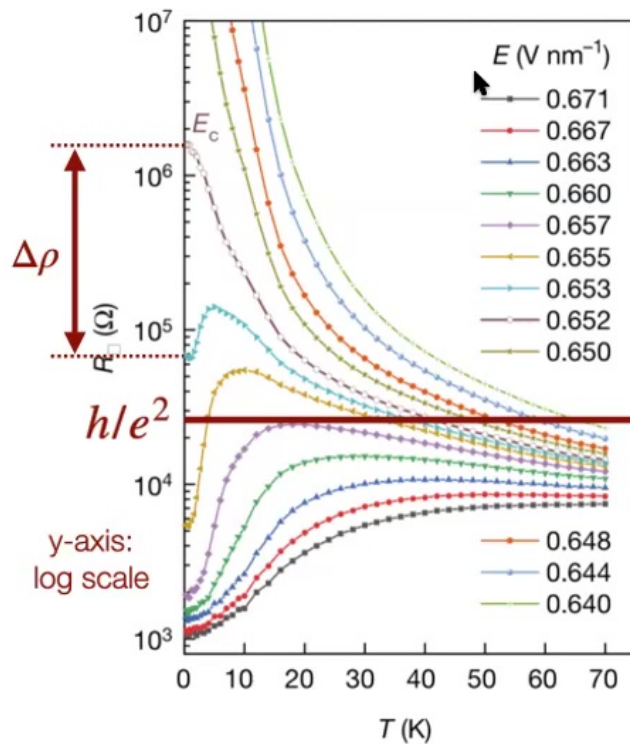 10⁷
10⁶
10⁵
10⁴
10³
R□ (Ω)
Δρ
E_c
h/e²
y-axis:
log scale
E (V nm⁻¹)
0.671
0.667
0.663
0.660
0.657
0.655
0.653
0.652
0.650
0.648
0.644
0.640
0 10 20 30 40 50 60 70
T (K)